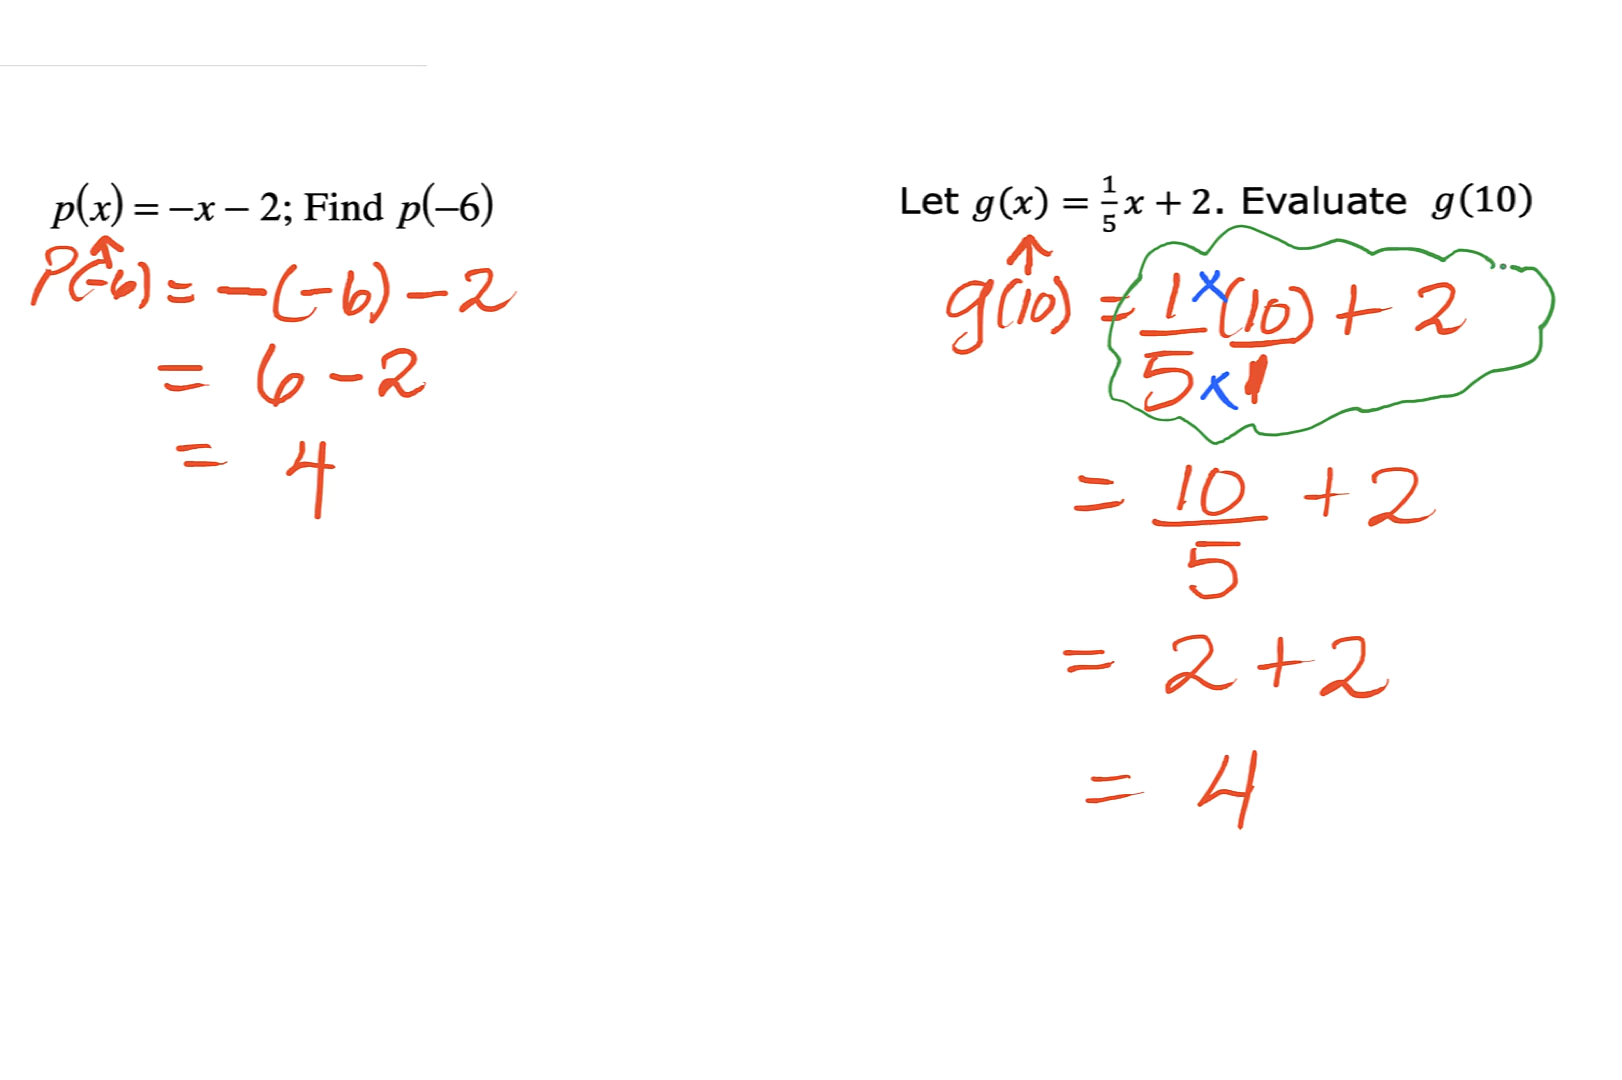 p(x) = −x − 2; Find p(−6)
P(-6) = -(-6) - 2
= 6 - 2
= 4
Let g(x) = 1/5 x + 2. Evaluate g(10)
g(10) = 1/5 × (10)/1 + 2
×
= 10/5 + 2
= 2 + 2
= 4